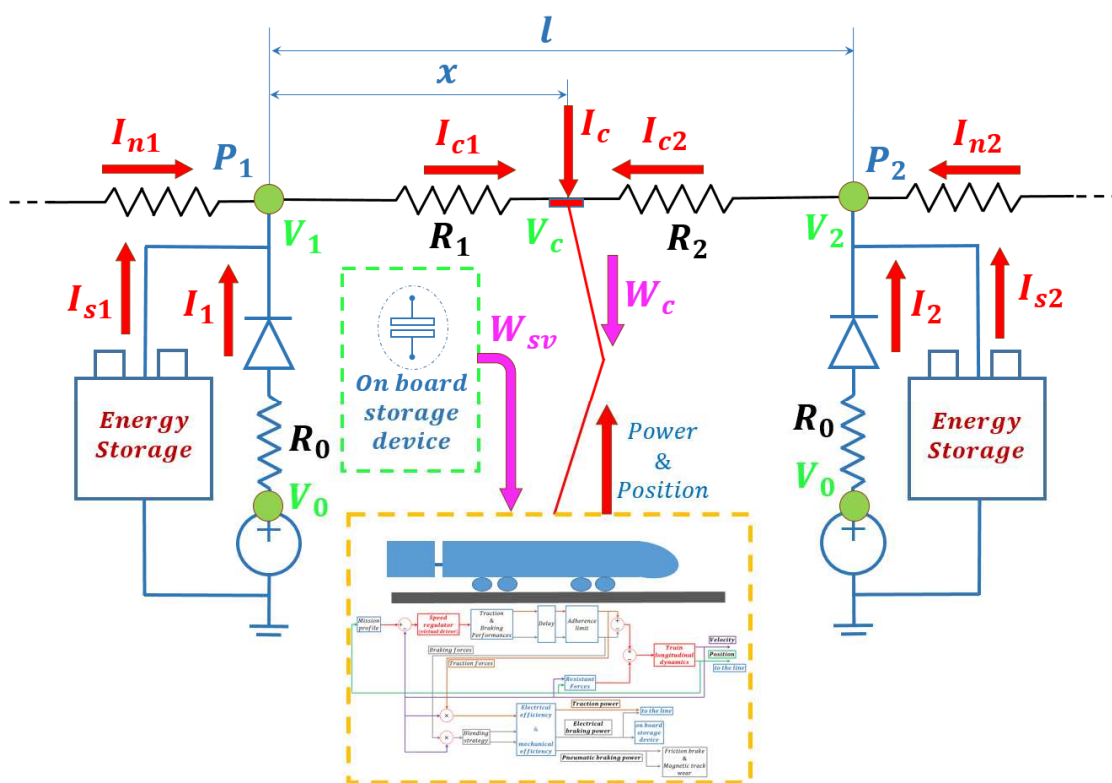 l
x
I_n1
P_1
I_c1
I_c
I_c2
P_2
I_n2
V_1
R_1
V_c
R_2
V_2
I_s1
I_1
W_sv
W_c
I_2
I_s2
On board
storage
device
Energy
Storage
R_0
V_0
Power
&
Position
R_0
V_0
Energy
Storage
Mission
profile
Speed
regulator
(virtual driver)
Traction
&
Braking
Performances
Delay
Adherence
limit
Braking forces
Traction forces
Resistant
Forces
Train
longitudinal
dynamics
Velocity
Position
to the line
Blending
strategy
Electrical
efficiency
&
mechanical
efficiency
Traction power
to the line
Electrical
braking power
on board
storage
device
Pneumatic braking power
Friction brake
&
Magnetic track
wear